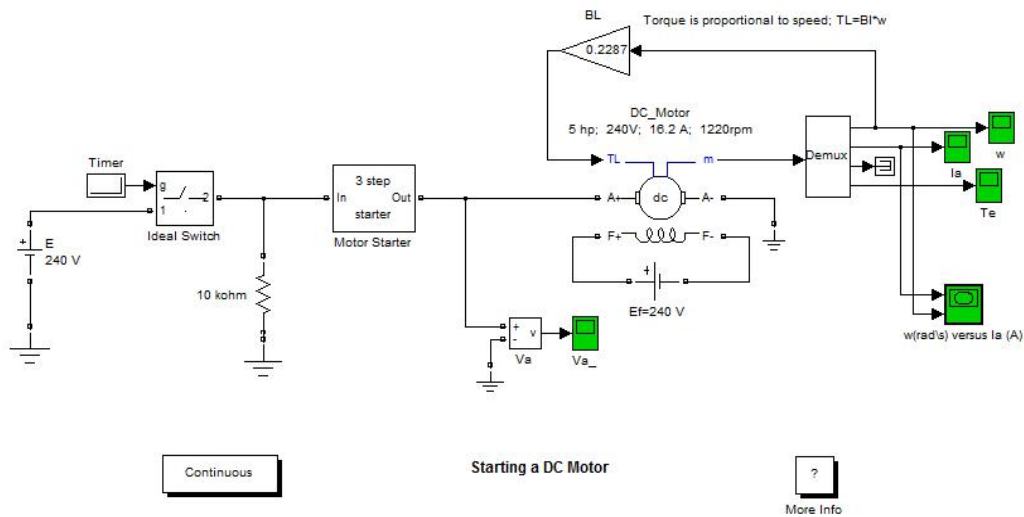 BL
Torque is proportional to speed; TL=Bl*w
0.2287
DC_Motor
5 hp; 240V; 16.2 A; 1220rpm
Timer
g
1
2
Ideal Switch
E
240 V
+
10 kohm
3 step
starter
In
Out
Motor Starter
TL
m
A+
dc
A-
F+
F-
+
Ef=240 V
Demux
w
Ia
Te
w(rad\s) versus Ia (A)
+
-
v
Va
Va_
Continuous
Starting a DC Motor
?
More Info